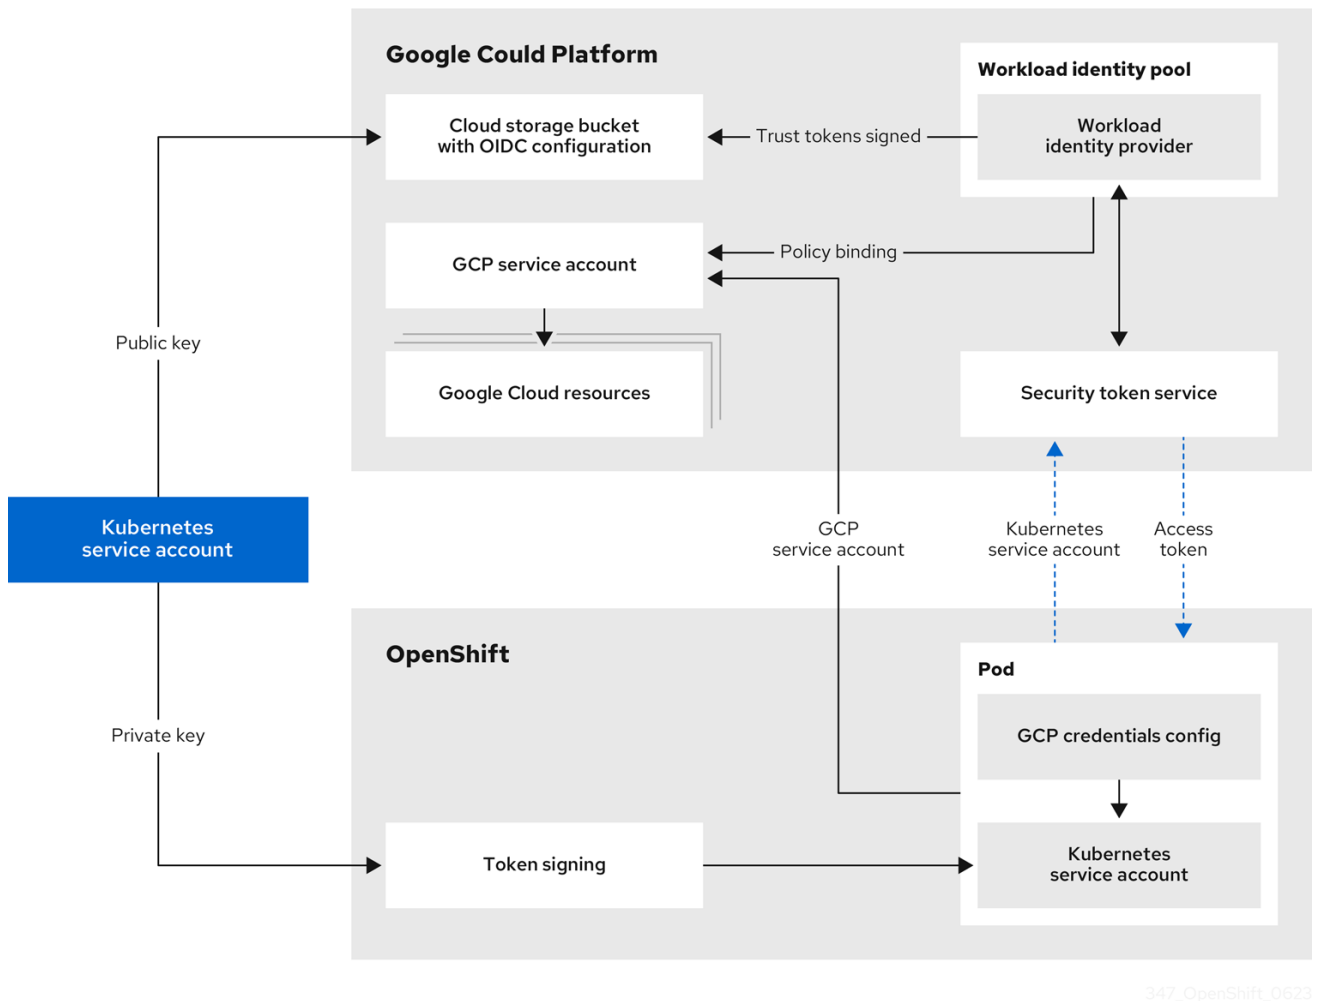 Google Could Platform
Workload identity pool
Cloud storage bucket
with OIDC configuration
Trust tokens signed
Workload
identity provider
GCP service account
Policy binding
Public key
Google Cloud resources
Security token service
Kubernetes
service account
GCP
service account
Kubernetes
service account
Access
token
OpenShift
Pod
Private key
GCP credentials config
Token signing
Kubernetes
service account
347_OpenShift_0623